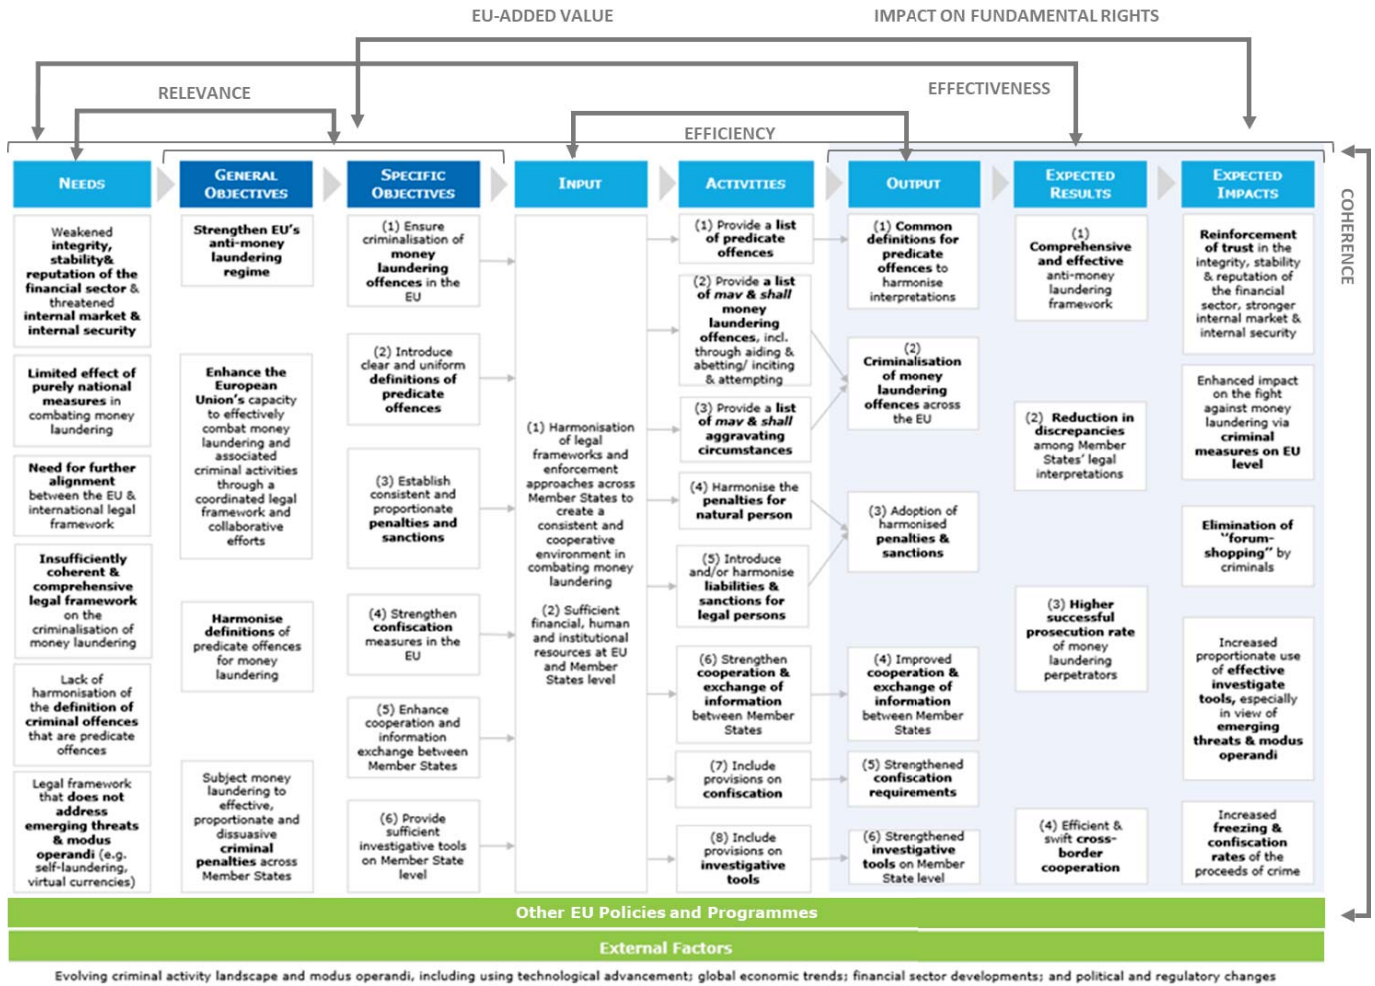 EU-ADDED VALUE
IMPACT ON FUNDAMENTAL RIGHTS
RELEVANCE
EFFECTIVENESS
EFFICIENCY
COHERENCE
NEEDS
Weakened
integrity,
stability&
reputation of the
financial sector &
threatened
internal market &
internal security
Limited effect of
purely national
measures in
combating money
laundering
Need for further
alignment
between the EU &
international legal
framework
Insufficiently
coherent &
comprehensive
legal framework
on the
criminalisation of
money laundering
Lack of
harmonisation of
the definition of
criminal offences
that are predicate
offences
Legal framework
that does not
address
emerging threats
& modus
operandi (e.g.
self-laundering,
virtual currencies)
GENERAL
OBJECTIVES
Strengthen EU's
anti-money
laundering
regime
Enhance the
European
Union's capacity
to effectively
combat money
laundering and
associated
criminal activities
through a
coordinated legal
framework and
collaborative
efforts
Harmonise
definitions of
predicate offences
for money
laundering
Subject money
laundering to
effective,
proportionate and
dissuasive
criminal
penalties across
Member States
SPECIFIC
OBJECTIVES
(1) Ensure
criminalisation of
money
laundering
offences in the
EU
(2) Introduce
clear and uniform
definitions of
predicate
offences
(3) Establish
consistent and
proportionate
penalties and
sanctions
(4) Strengthen
confiscation
measures in the
EU
(5) Enhance
cooperation and
information
exchange between
Member States
(6) Provide
sufficient
investigative tools
on Member State
level
INPUT
(1) Harmonisation
of legal
frameworks and
enforcement
approaches across
Member States to
create a
consistent and
cooperative
environment in
combating money
laundering
(2) Sufficient
financial, human
and institutional
resources at EU
and Member
States level
ACTIVITIES
(1) Provide a list
of predicate
offences
(2) Provide a list
of may & shall
money
laundering
offences, incl.
through aiding &
abetting/ inciting
& attempting
(3) Provide a list
of may & shall
aggravating
circumstances
(4) Harmonise the
penalties for
natural person
(5) Introduce
and/or harmonise
liabilities &
sanctions for
legal persons
(6) Strengthen
cooperation &
exchange of
information
between Member
States
(7) Include
provisions on
confiscation
(8) Include
provisions on
investigative
tools
OUTPUT
(1) Common
definitions for
predicate
offences to
harmonise
interpretations
(2)
Criminalisation
of money
laundering
offences across
the EU
(3) Adoption of
harmonised
penalties &
sanctions
(4) Improved
cooperation &
exchange of
information
between Member
States
(5) Strengthened
confiscation
requirements
(6) Strengthened
investigative
tools on Member
State level
EXPECTED
RESULTS
(1)
Comprehensive
and effective
anti-money
laundering
framework
(2) Reduction in
discrepancies
among Member
States' legal
interpretations
(3) Higher
successful
prosecution rate
of money
laundering
perpetrators
(4) Efficient &
swift cross-
border
cooperation
EXPECTED
IMPACTS
Reinforcement
of trust in the
integrity, stability
& reputation of
the financial
sector, stronger
internal market &
internal security
Enhanced impact
on the fight
against money
laundering via
criminal
measures on EU
level
Elimination of
"forum-
shopping" by
criminals
Increased
proportionate use
of effective
investigate
tools, especially
in view of
emerging
threats & modus
operandi
Increased
freezing &
confiscation
rates of the
proceeds of crime
Other EU Policies and Programmes
External Factors
Evolving criminal activity landscape and modus operandi, including using technological advancement; global economic trends; financial sector developments; and political and regulatory changes